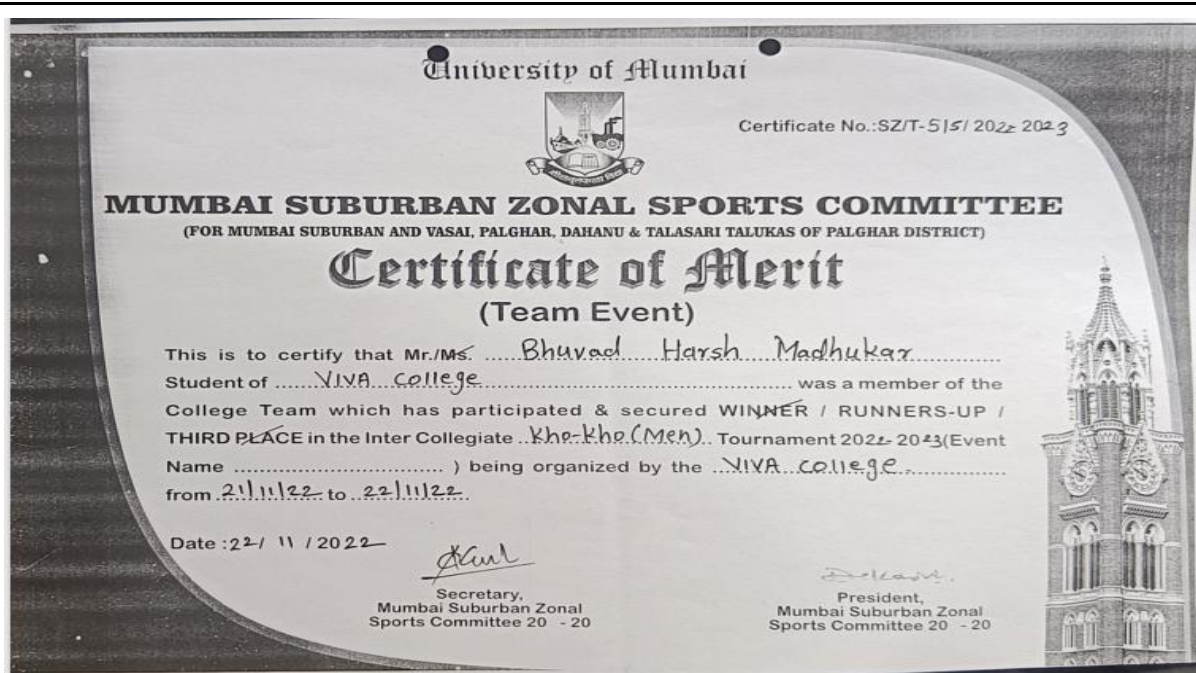 University of Mumbai
Certificate No.:SZ/T-515/ 2022 2023
MUMBAI SUBURBAN ZONAL SPORTS COMMITTEE
(FOR MUMBAI SUBURBAN AND VASAI, PALGHAR, DAHANU & TALASARI TALUKAS OF PALGHAR DISTRICT)
Certificate of Merit
(Team Event)
This is to certify that Mr./Ms. ..... Bhuvad Harsh Madhukar
Student of ...... VIVA College ...... was a member of the
College Team which has participated & secured WINNER / RUNNERS-UP /
THIRD PLACE in the Inter Collegiate ..Kho-Kho (Men).. Tournament 2022- 2023(Event
Name .............................. ) being organized by the ..VIVA college...............
from .21/11/22 to ..22/11/22.
Date :22/ 11 / 2022
Secretary,
Mumbai Suburban Zonal
Sports Committee 20 - 20
President,
Mumbai Suburban Zonal
Sports Committee 20 - 20